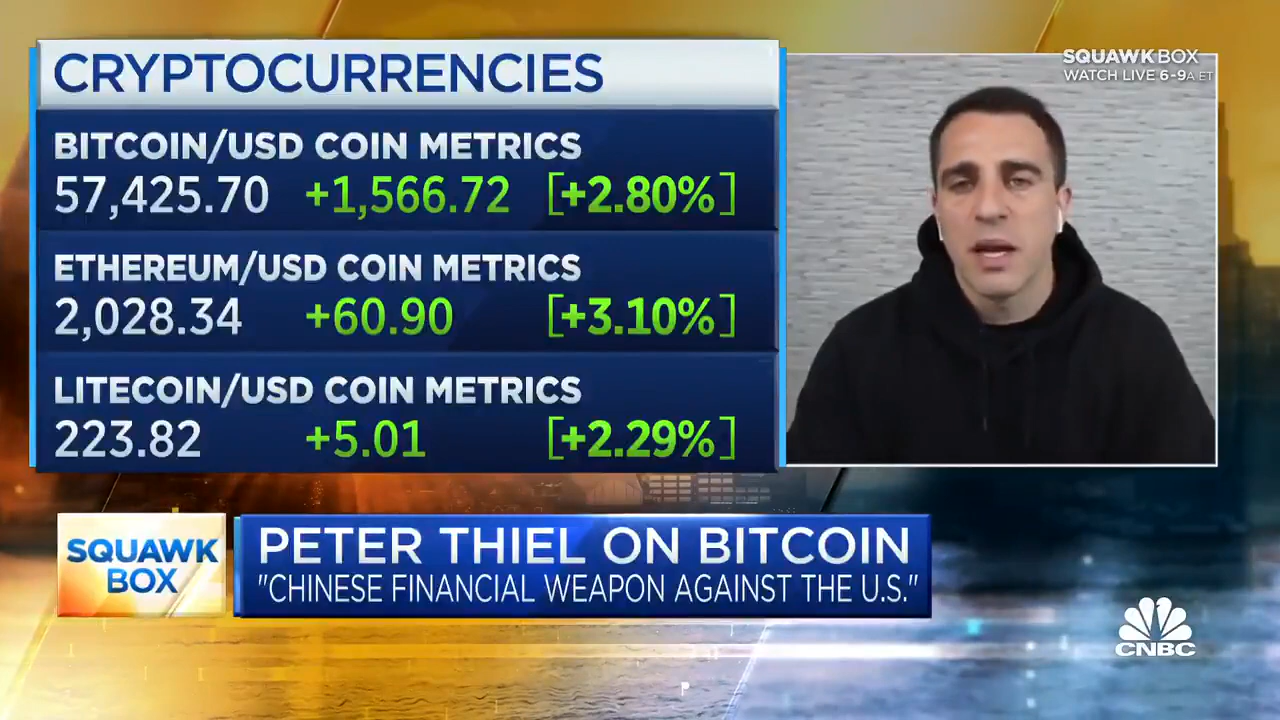 CRYPTOCURRENCIES
BITCOIN/USD COIN METRICS
57,425.70 +1,566.72 [+2.80%]
ETHEREUM/USD COIN METRICS
2,028.34 +60.90 [+3.10%]
LITECOIN/USD COIN METRICS
223.82 +5.01 [+2.29%]
SQUAWK BOX
WATCH LIVE 6-9A ET
SQUAWK
BOX
PETER THIEL ON BITCOIN
"CHINESE FINANCIAL WEAPON AGAINST THE U.S."
CNBC
P